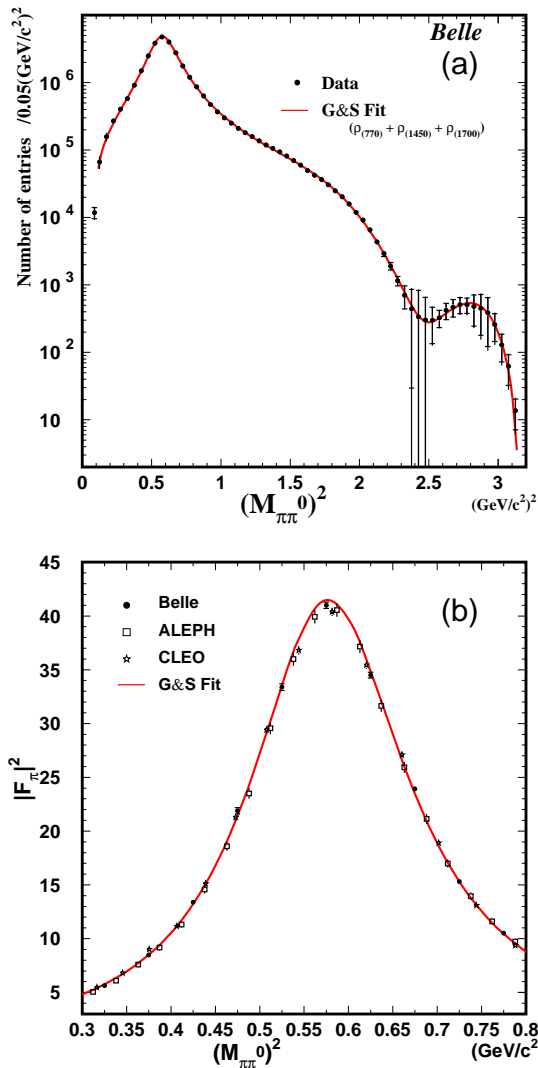 Belle
(a)
Data
G&S Fit
(ρ(770) + ρ(1450) + ρ(1700))
Number of entries /0.05(GeV/c²)²
10⁶
10⁵
10⁴
10³
10²
10
0 0.5 1 1.5 2 2.5 3
(Mππ⁰)² (GeV/c²)²
(b)
Belle
ALEPH
CLEO
G&S Fit
|Fπ|²
45
40
35
30
25
20
15
10
5
0.3 0.35 0.4 0.45 0.5 0.55 0.6 0.65 0.7 0.75 0.8
(Mππ⁰)² (GeV/c²